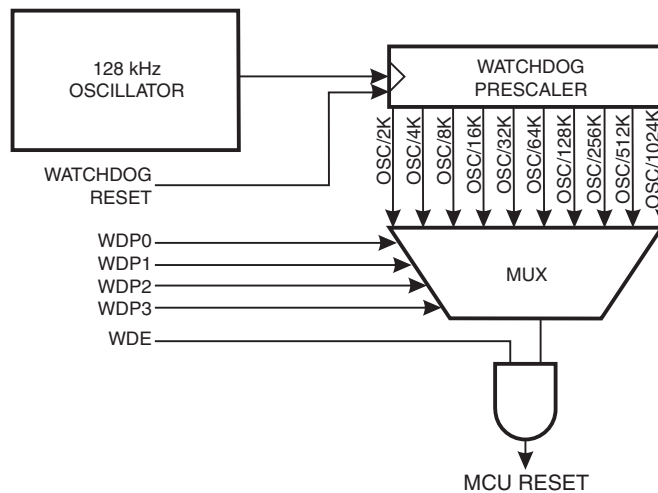 128 kHz
OSCILLATOR
WATCHDOG
PRESCALER
OSC/2K
OSC/4K
OSC/8K
OSC/16K
OSC/32K
OSC/64K
OSC/128K
OSC/256K
OSC/512K
OSC/1024K
WATCHDOG
RESET
WDP0
WDP1
WDP2
WDP3
WDE
MUX
MCU RESET